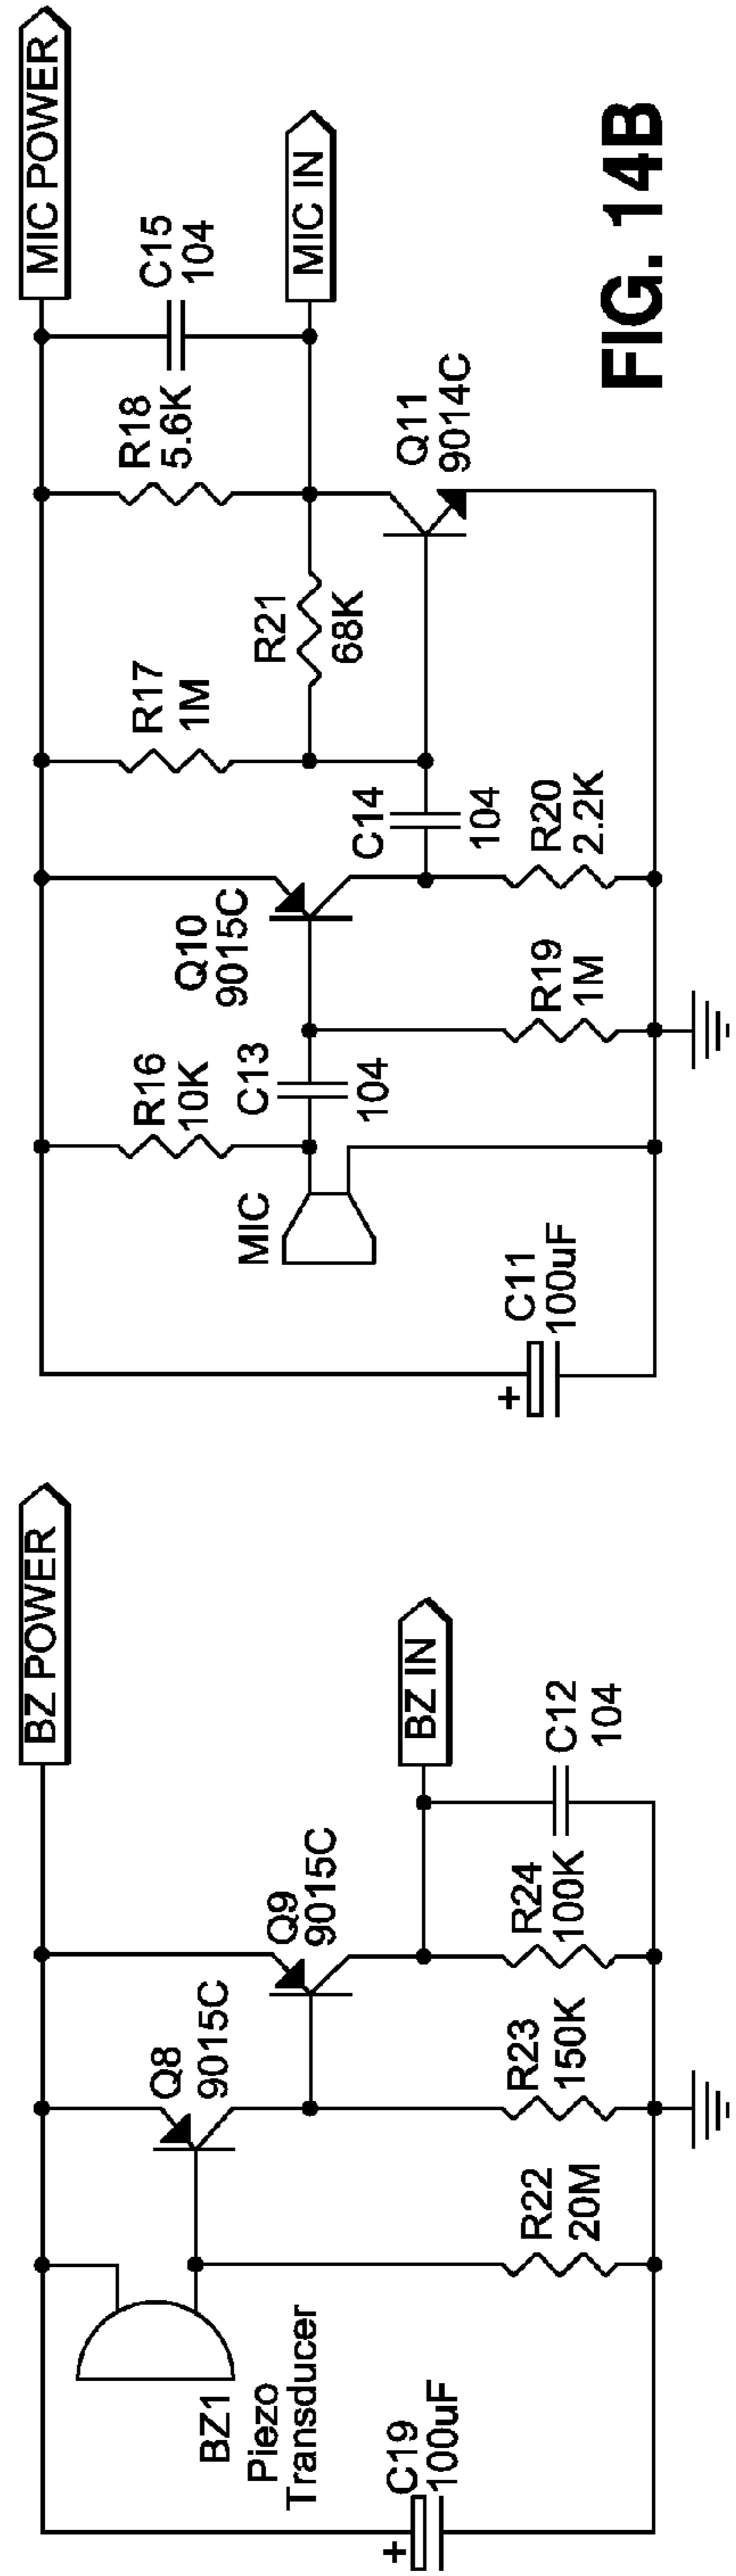 BZ POWER
Q8
9015C
Q9
9015C
BZ IN
BZ1
Piezo
Transducer
+
C19
100uF
R22
20M
R23
150K
R24
100K
C12
104
MIC POWER
R16
10K
MIC
C13
104
Q10
9015C
R17
1M
R18
5.6K
C15
104
MIC IN
R21
68K
Q11
9014C
C14
104
+
C11
100uF
R19
1M
R20
2.2K
FIG. 14B